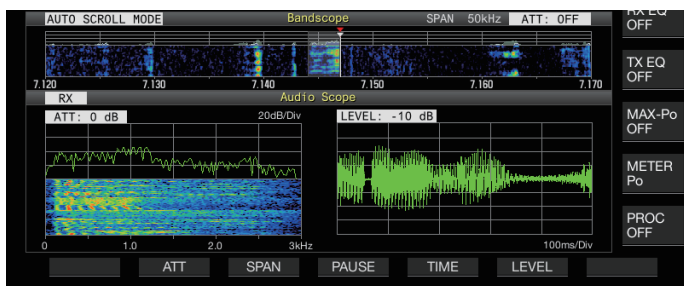 AUTO SCROLL MODE Bandscope SPAN 50kHz ATT: OFF
RX EQ
OFF
7.120 7.130 7.140 7.150 7.160 7.170
TX EQ
OFF
RX Audio Scope
ATT: 0 dB 20dB/Div LEVEL: -10 dB
MAX-Po
OFF
METER
Po
PROC
OFF
0 1.0 2.0 3kHz 100ms/Div
ATT SPAN PAUSE TIME LEVEL